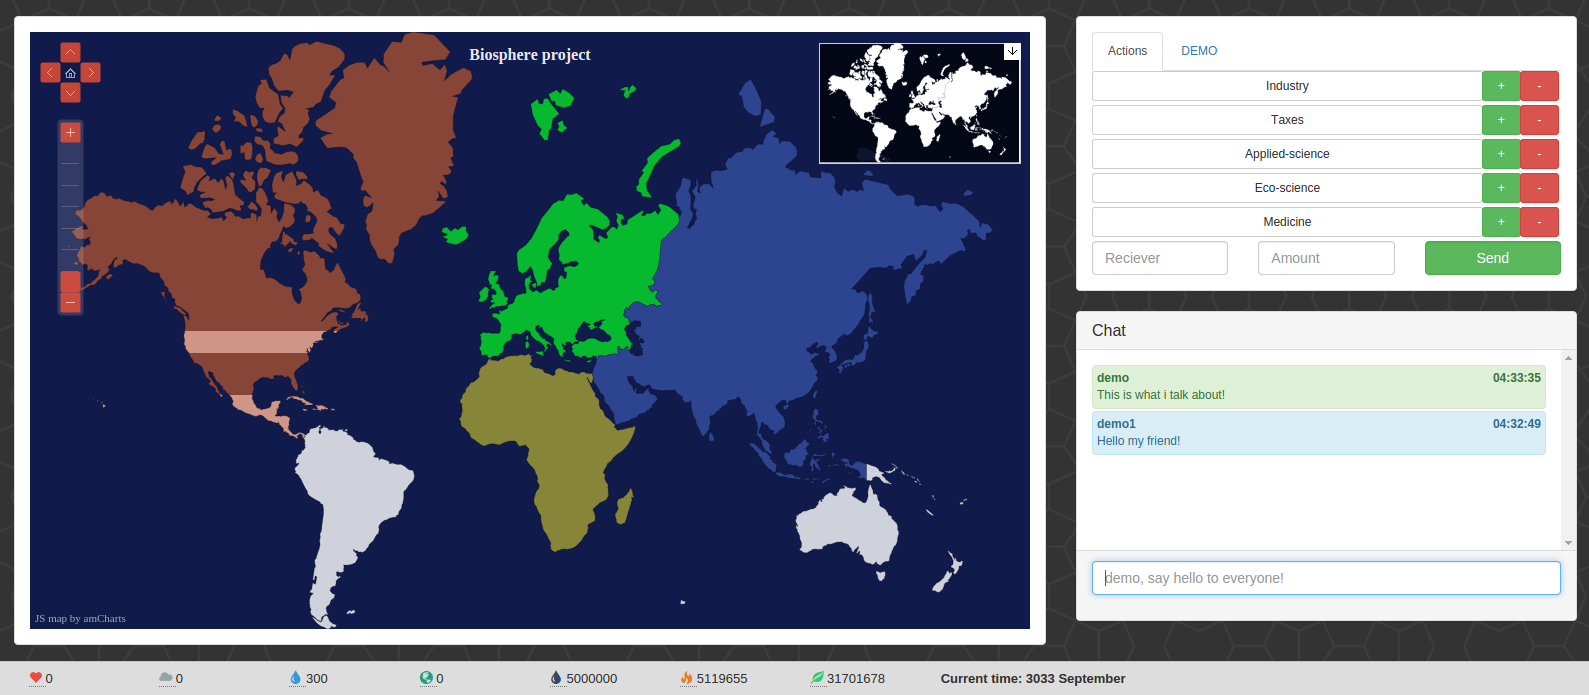 Biosphere project
JS map by amCharts
Actions DEMO
Industry + -
Taxes + -
Applied-science + -
Eco-science + -
Medicine + -
Reciever Amount Send
Chat
demo 04:33:35
This is what i talk about!
demo1 04:32:49
Hello my friend!
demo, say hello to everyone!
0 0 300 0 5000000 5119655 31701678 Current time: 3033 September